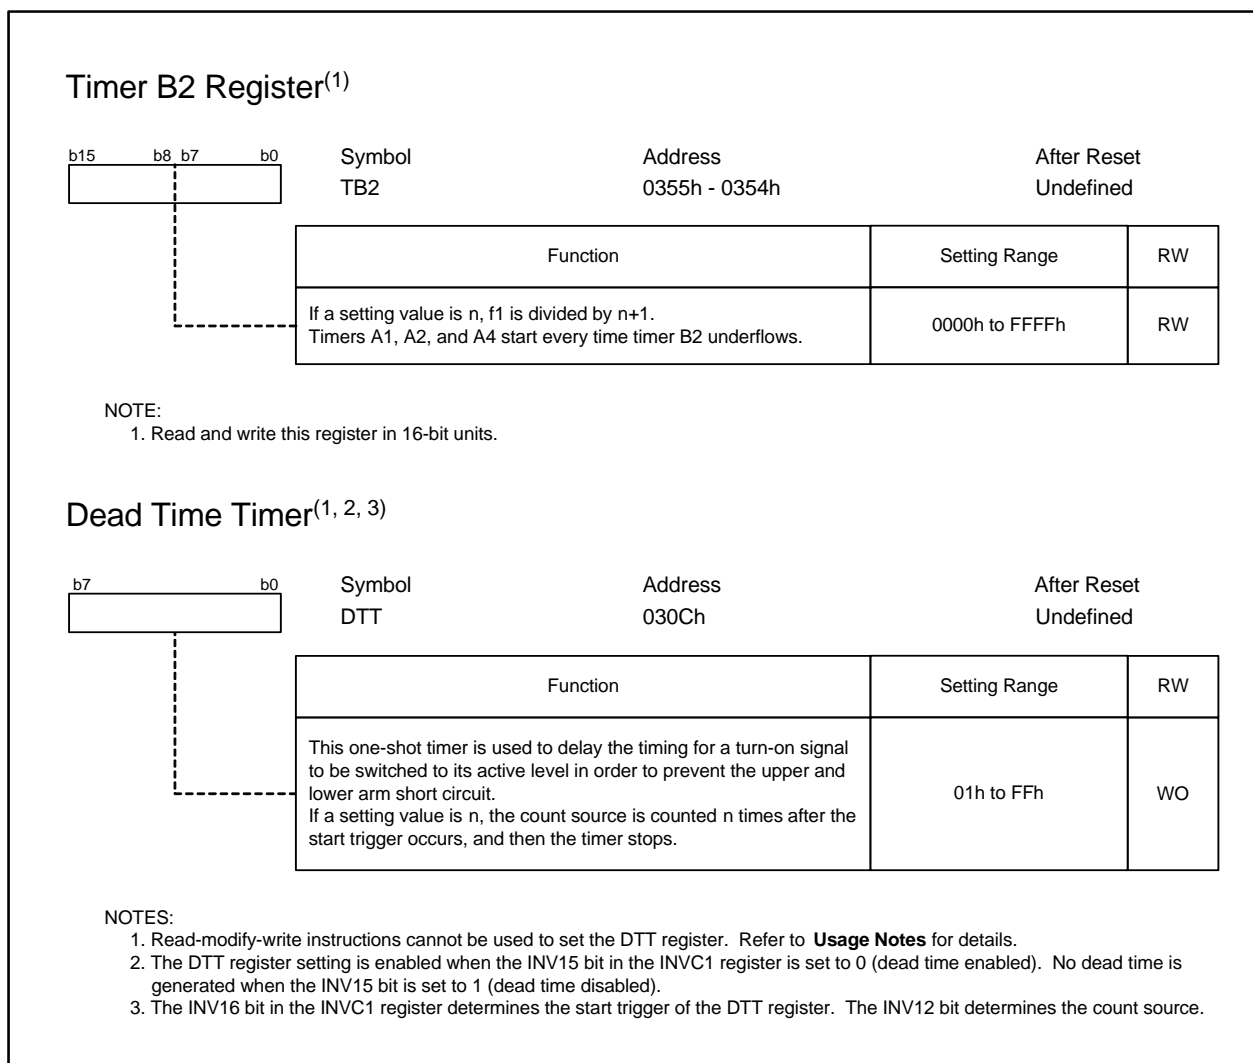 Timer B2 Register(1)
b15 b8 b7 b0 Symbol Address After Reset
TB2 0355h - 0354h Undefined
Function Setting Range RW
If a setting value is n, f1 is divided by n+1.
Timers A1, A2, and A4 start every time timer B2 underflows.
0000h to FFFFh RW
NOTE:
1. Read and write this register in 16-bit units.
Dead Time Timer(1, 2, 3)
b7 b0 Symbol Address After Reset
DTT 030Ch Undefined
Function Setting Range RW
This one-shot timer is used to delay the timing for a turn-on signal
to be switched to its active level in order to prevent the upper and
lower arm short circuit.
If a setting value is n, the count source is counted n times after the
start trigger occurs, and then the timer stops.
01h to FFh WO
NOTES:
1. Read-modify-write instructions cannot be used to set the DTT register. Refer to Usage Notes for details.
2. The DTT register setting is enabled when the INV15 bit in the INVC1 register is set to 0 (dead time enabled). No dead time is
generated when the INV15 bit is set to 1 (dead time disabled).
3. The INV16 bit in the INVC1 register determines the start trigger of the DTT register. The INV12 bit determines the count source.